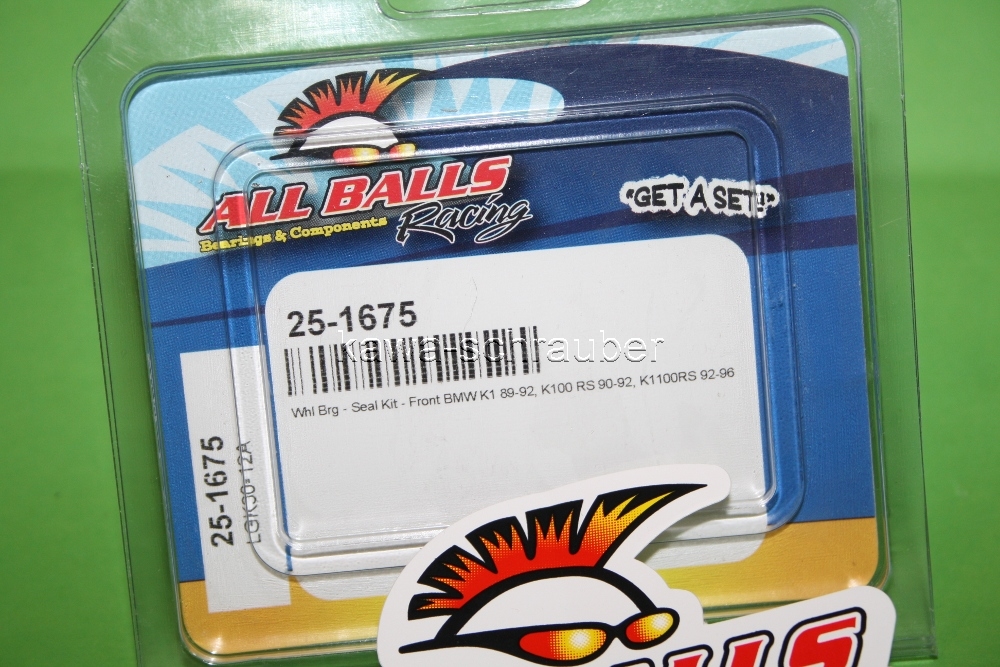 ALL BALLS
Racing
Bearings & Components
"GET A SET!"
25-1675
kawa-schrauber
Whl Brg - Seal Kit - Front BMW K1 89-92, K100 RS 90-92, K1100RS 92-96
25-1675
ALLS